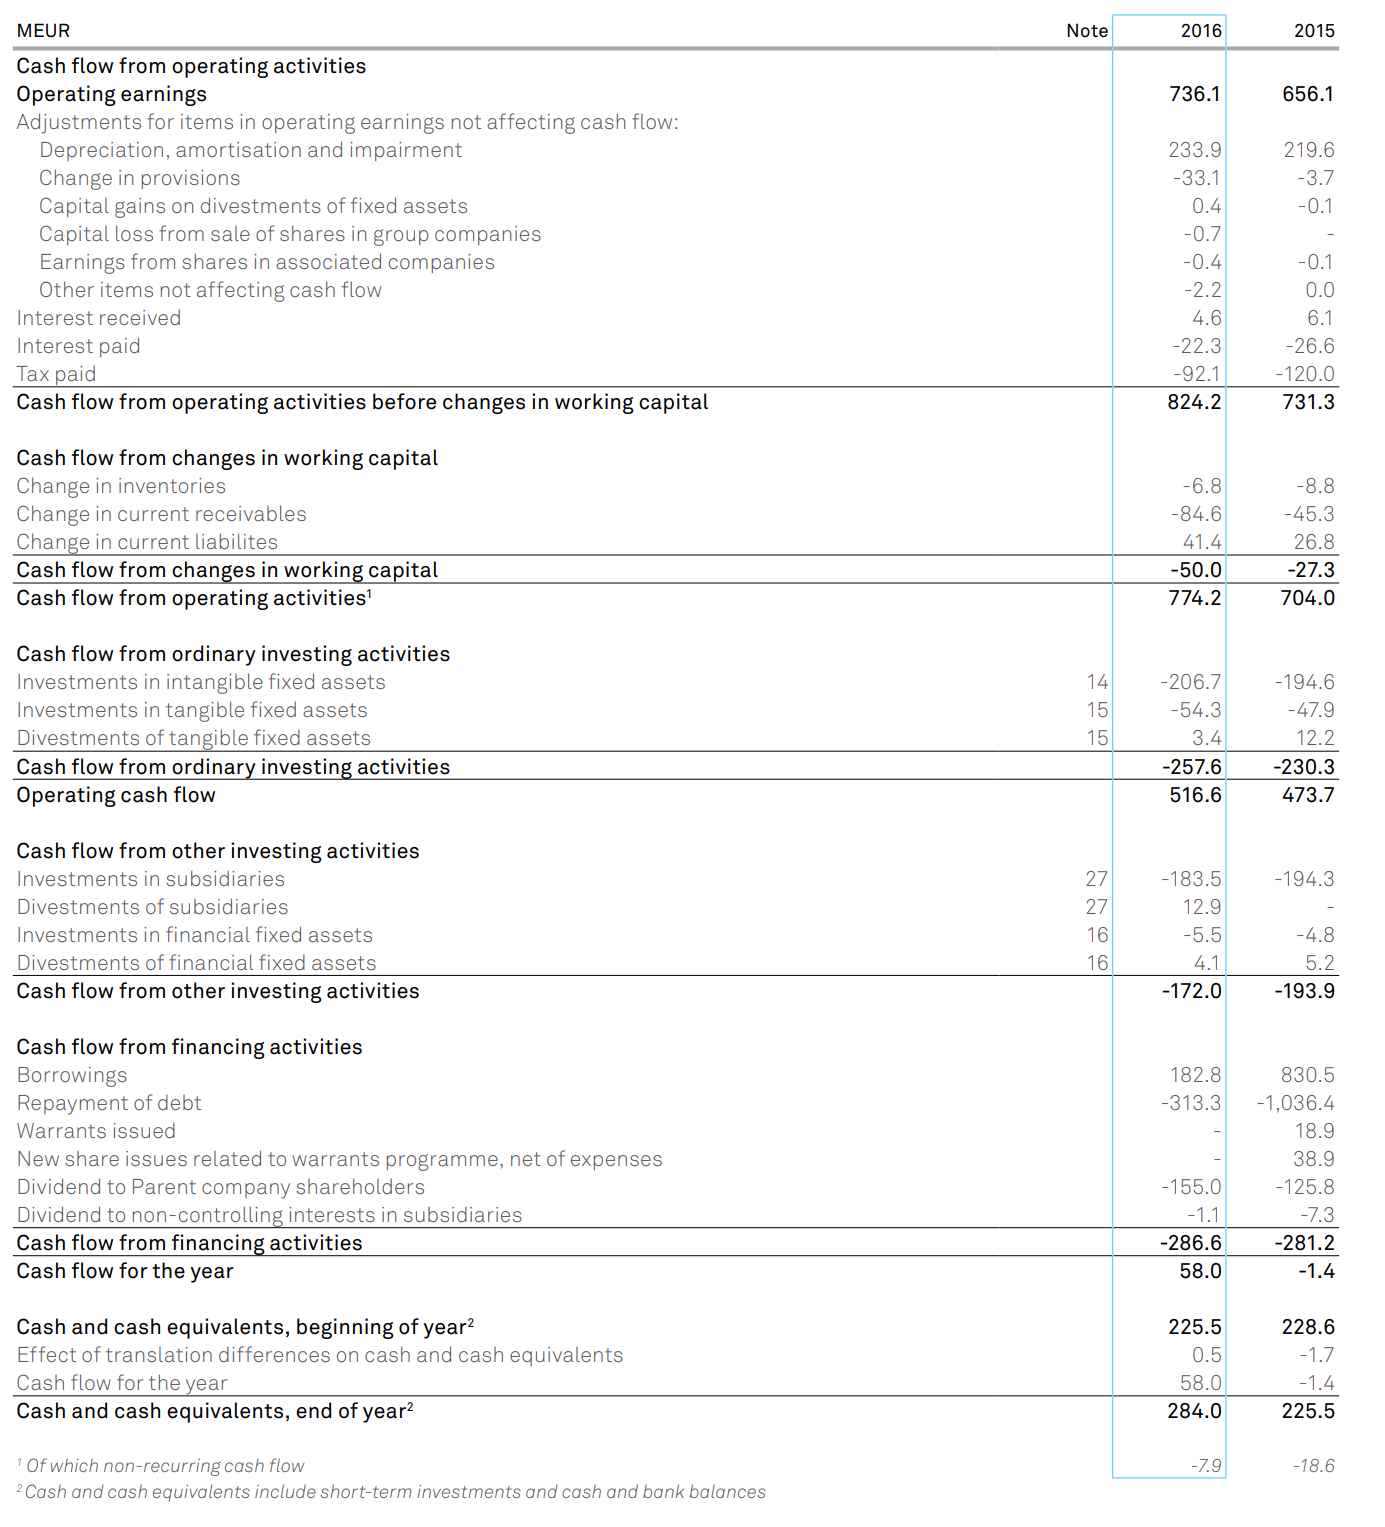 MEUR Note 2016 2015
Cash flow from operating activities
Operating earnings 736.1 656.1
Adjustments for items in operating earnings not affecting cash flow:
Depreciation, amortisation and impairment 233.9 219.6
Change in provisions -33.1 -3.7
Capital gains on divestments of fixed assets 0.4 -0.1
Capital loss from sale of shares in group companies -0.7 -
Earnings from shares in associated companies -0.4 -0.1
Other items not affecting cash flow -2.2 0.0
Interest received 4.6 6.1
Interest paid -22.3 -26.6
Tax paid -92.1 -120.0
Cash flow from operating activities before changes in working capital 824.2 731.3
Cash flow from changes in working capital
Change in inventories -6.8 -8.8
Change in current receivables -84.6 -45.3
Change in current liabilites 41.4 26.8
Cash flow from changes in working capital -50.0 -27.3
Cash flow from operating activities¹ 774.2 704.0
Cash flow from ordinary investing activities
Investments in intangible fixed assets 14 -206.7 -194.6
Investments in tangible fixed assets 15 -54.3 -47.9
Divestments of tangible fixed assets 15 3.4 12.2
Cash flow from ordinary investing activities -257.6 -230.3
Operating cash flow 516.6 473.7
Cash flow from other investing activities
Investments in subsidiaries 27 -183.5 -194.3
Divestments of subsidiaries 27 12.9 -
Investments in financial fixed assets 16 -5.5 -4.8
Divestments of financial fixed assets 16 4.1 5.2
Cash flow from other investing activities -172.0 -193.9
Cash flow from financing activities
Borrowings 182.8 830.5
Repayment of debt -313.3 -1,036.4
Warrants issued - 18.9
New share issues related to warrants programme, net of expenses - 38.9
Dividend to Parent company shareholders -155.0 -125.8
Dividend to non-controlling interests in subsidiaries -1.1 -7.3
Cash flow from financing activities -286.6 -281.2
Cash flow for the year 58.0 -1.4
Cash and cash equivalents, beginning of year² 225.5 228.6
Effect of translation differences on cash and cash equivalents 0.5 -1.7
Cash flow for the year 58.0 -1.4
Cash and cash equivalents, end of year² 284.0 225.5
¹ Of which non-recurring cash flow -7.9 -18.6
² Cash and cash equivalents include short-term investments and cash and bank balances